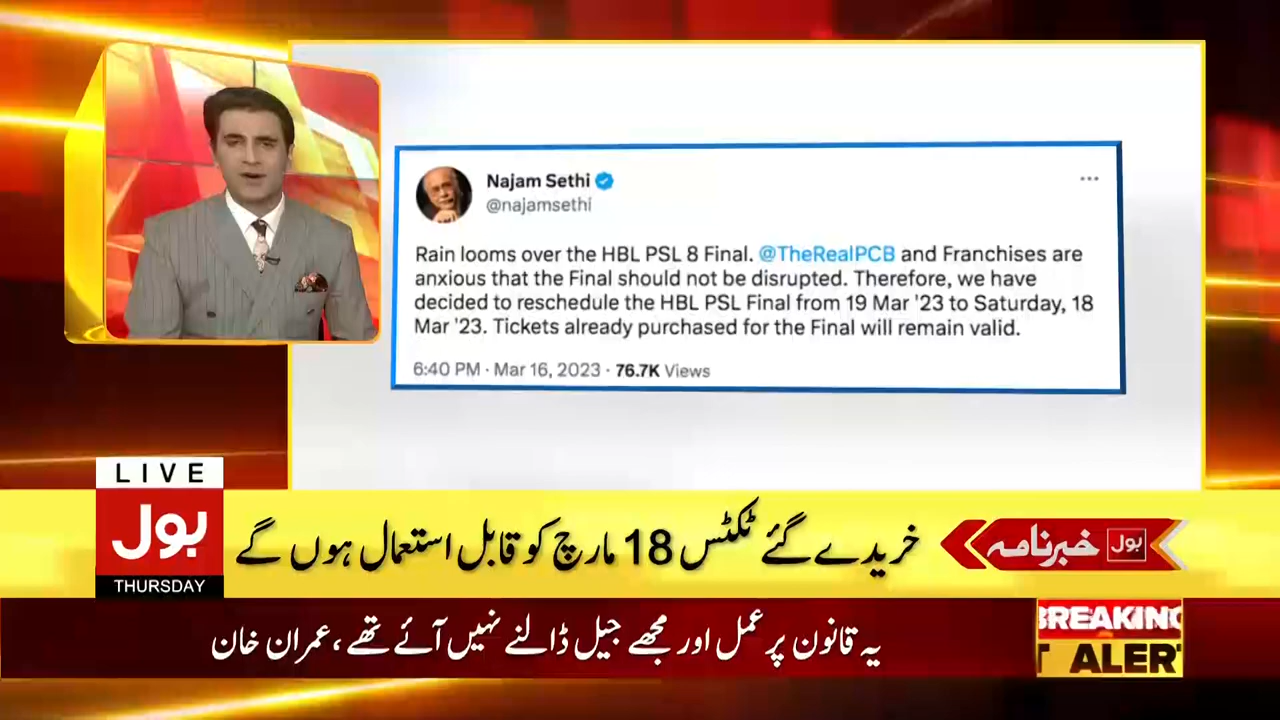 Najam Sethi
@najamsethi
Rain looms over the HBL PSL 8 Final. @TheRealPCB and Franchises are
anxious that the Final should not be disrupted. Therefore, we have
decided to reschedule the HBL PSL Final from 19 Mar '23 to Saturday, 18
Mar '23. Tickets already purchased for the Final will remain valid.
6:40 PM · Mar 16, 2023 · 76.7K Views
LIVE
بول
THURSDAY
بول خبرنامہ
خریدے گئے ٹکٹس 18 مارچ کو قابل استعمال ہوں گے
یہ قانون پر عمل اور مجھے جیل ڈالنے نہیں آئے تھے، عمران خان
BREAKING
T ALERT